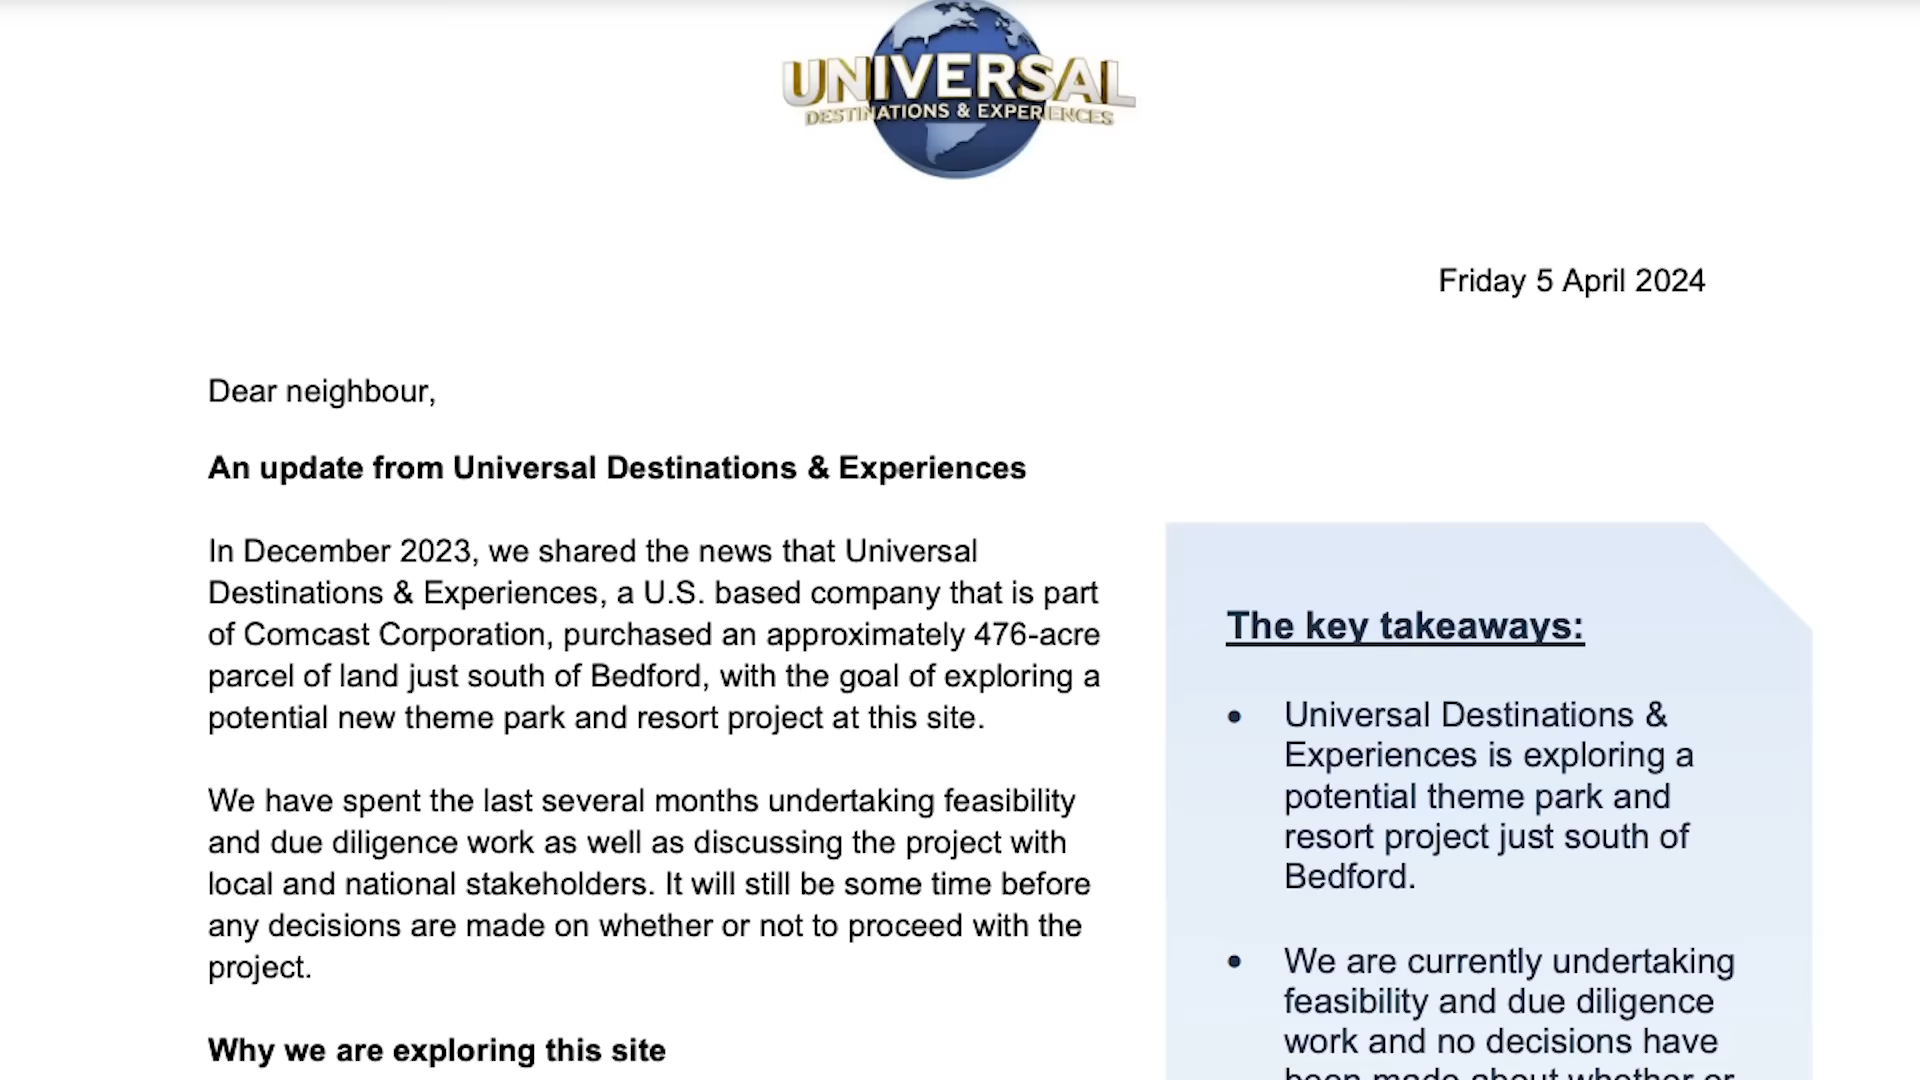 UNIVERSAL
DESTINATIONS & EXPERIENCES
Friday 5 April 2024
Dear neighbour,
An update from Universal Destinations & Experiences
In December 2023, we shared the news that Universal
Destinations & Experiences, a U.S. based company that is part
of Comcast Corporation, purchased an approximately 476-acre
parcel of land just south of Bedford, with the goal of exploring a
potential new theme park and resort project at this site.
We have spent the last several months undertaking feasibility
and due diligence work as well as discussing the project with
local and national stakeholders. It will still be some time before
any decisions are made on whether or not to proceed with the
project.
Why we are exploring this site
The key takeaways:
• Universal Destinations &
Experiences is exploring a
potential theme park and
resort project just south of
Bedford.
• We are currently undertaking
feasibility and due diligence
work and no decisions have
been made about whether or